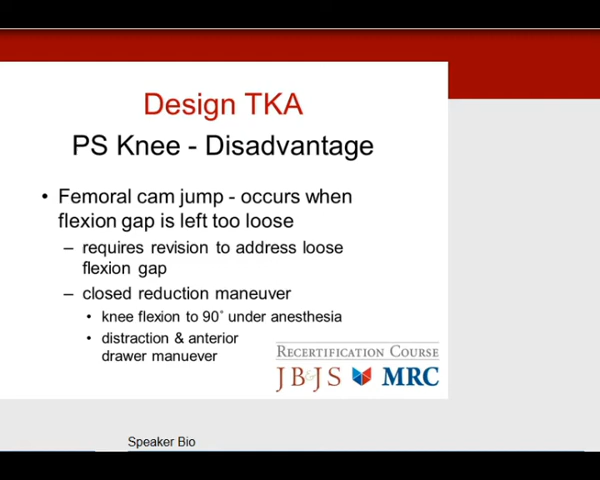 Design TKA
PS Knee - Disadvantage
• Femoral cam jump - occurs when
flexion gap is left too loose
– requires revision to address loose
flexion gap
– closed reduction maneuver
• knee flexion to 90˚ under anesthesia
• distraction & anterior
drawer manuever
RECERTIFICATION COURSE
JB&JS MRC
Speaker Bio